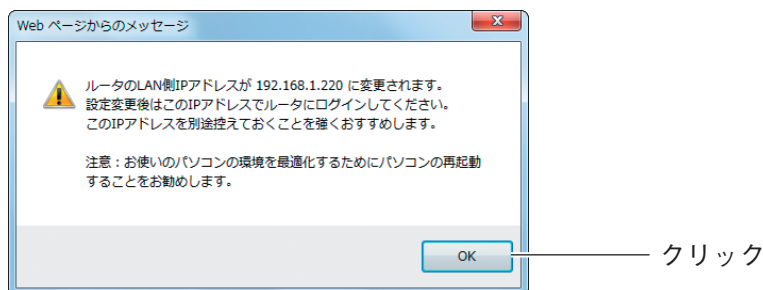 Web ページからのメッセージ
ルータのLAN側IPアドレスが 192.168.1.220 に変更されます。
設定変更後はこのIPアドレスでルータにログインしてください。
このIPアドレスを別途控えておくことを強くおすすめします。
注意：お使いのパソコンの環境を最適化するためにパソコンの再起動
することをお勧めします。
OK
クリック